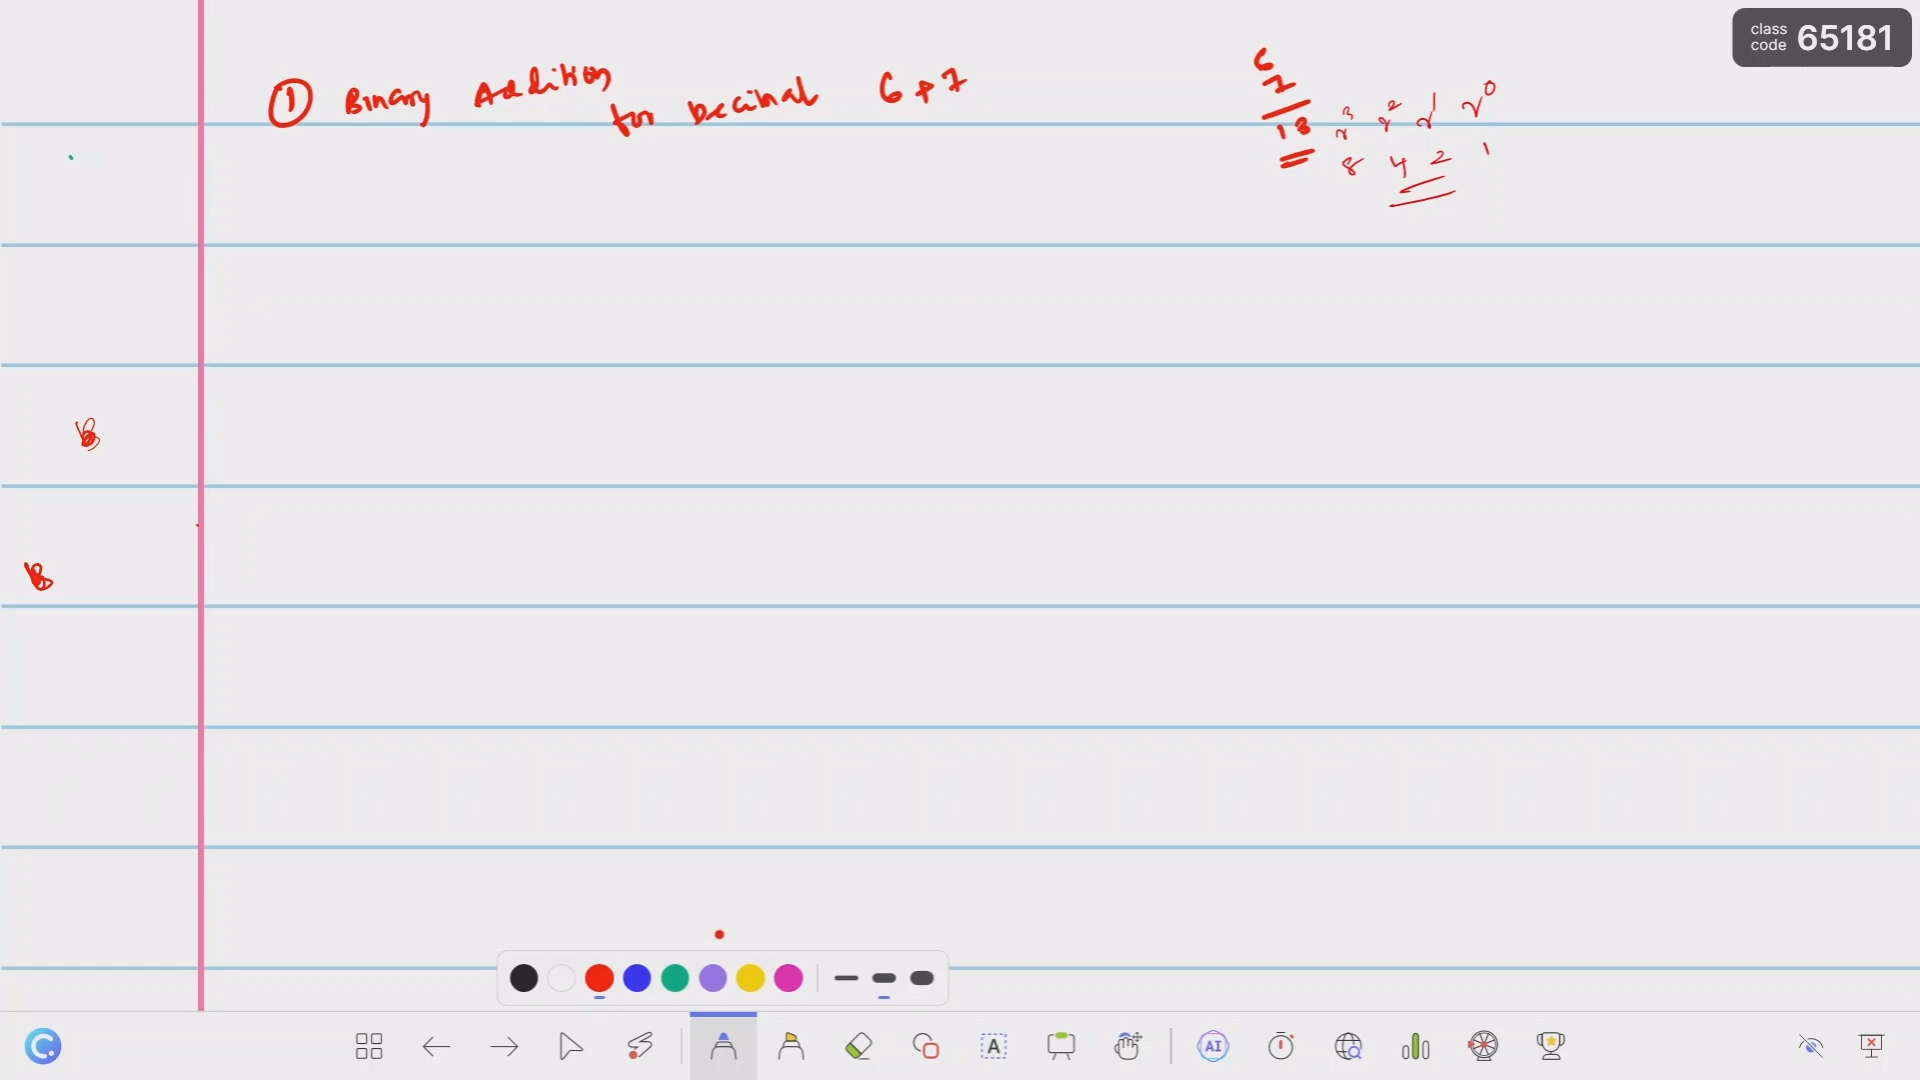 ① Binary Addition for Decimal 6+7
6
7
13
2³ 2² 2¹ 2⁰
8 4 2 1
class code 65181
A
AI